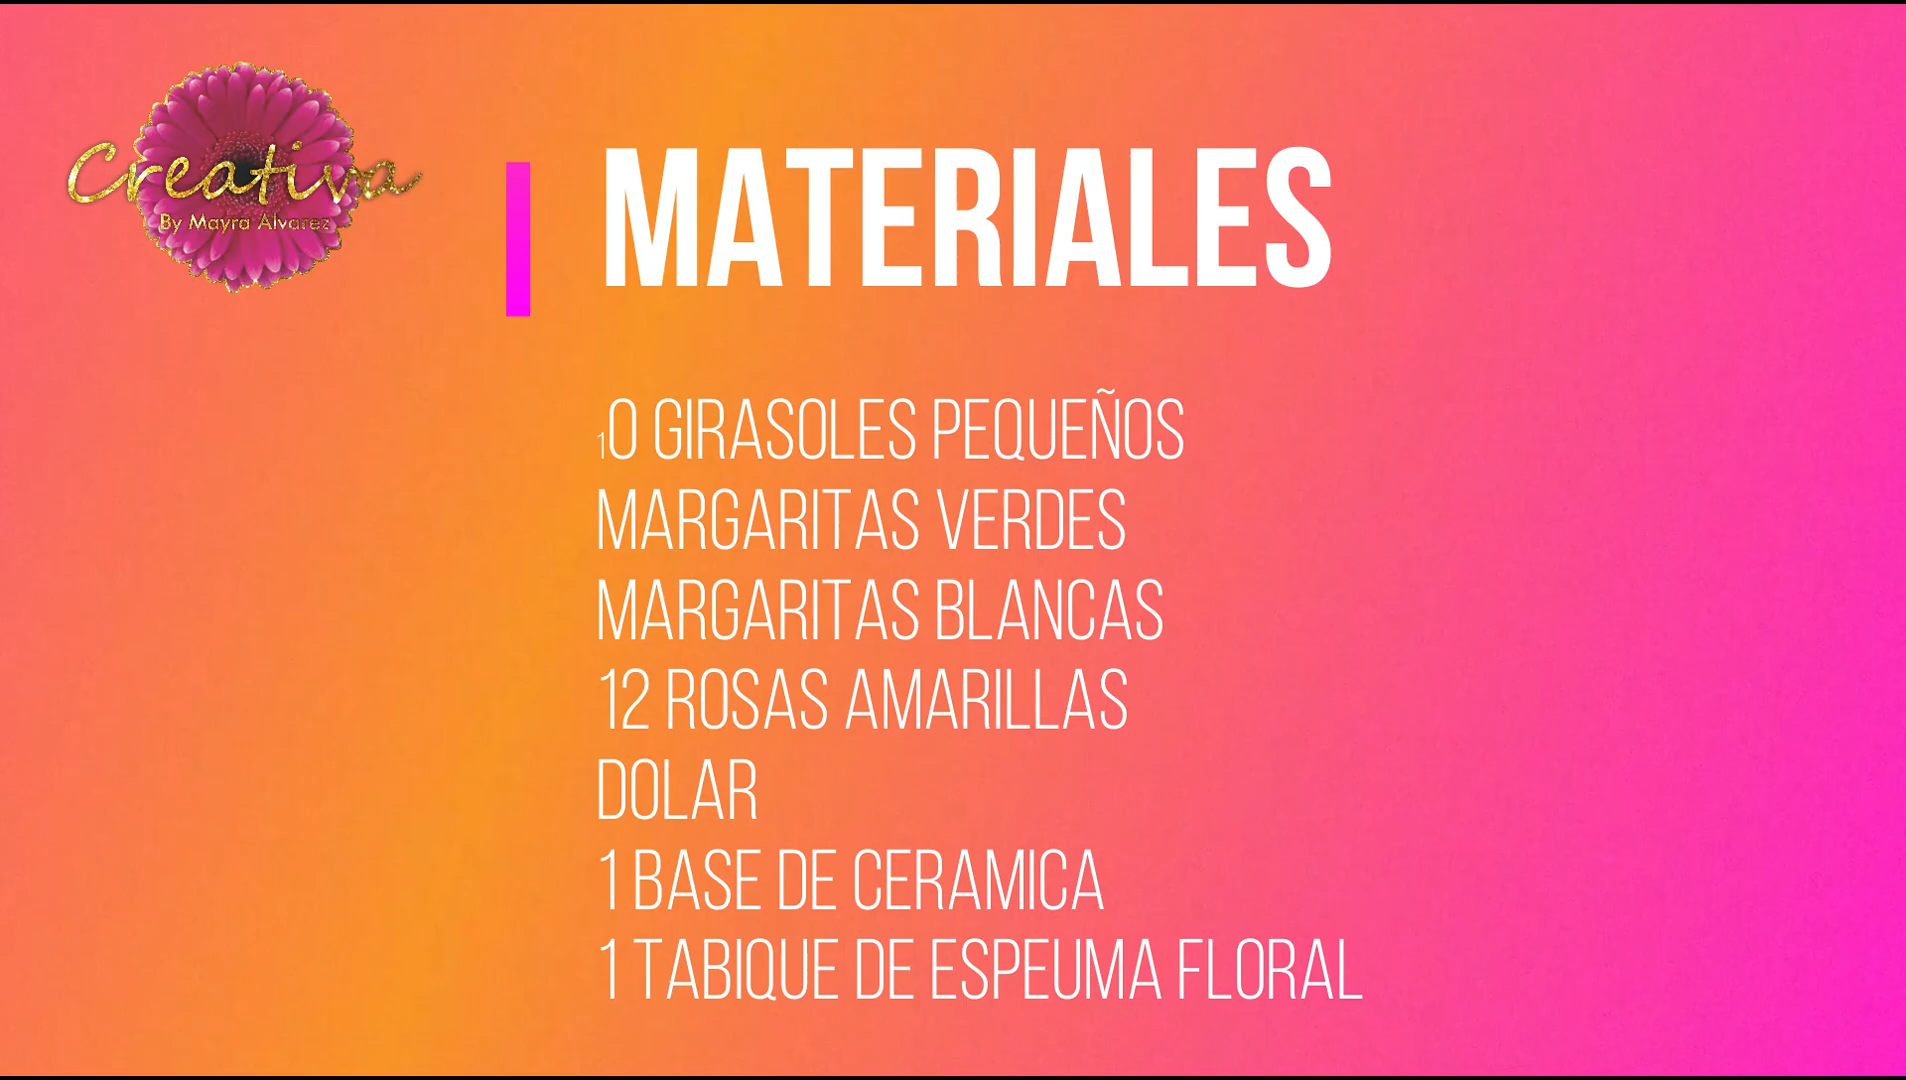 Creativa
By Mayra Alvarez
MATERIALES
10 GIRASOLES PEQUEÑOS
MARGARITAS VERDES
MARGARITAS BLANCAS
12 ROSAS AMARILLAS
DOLAR
1 BASE DE CERAMICA
1 TABIQUE DE ESPEUMA FLORAL